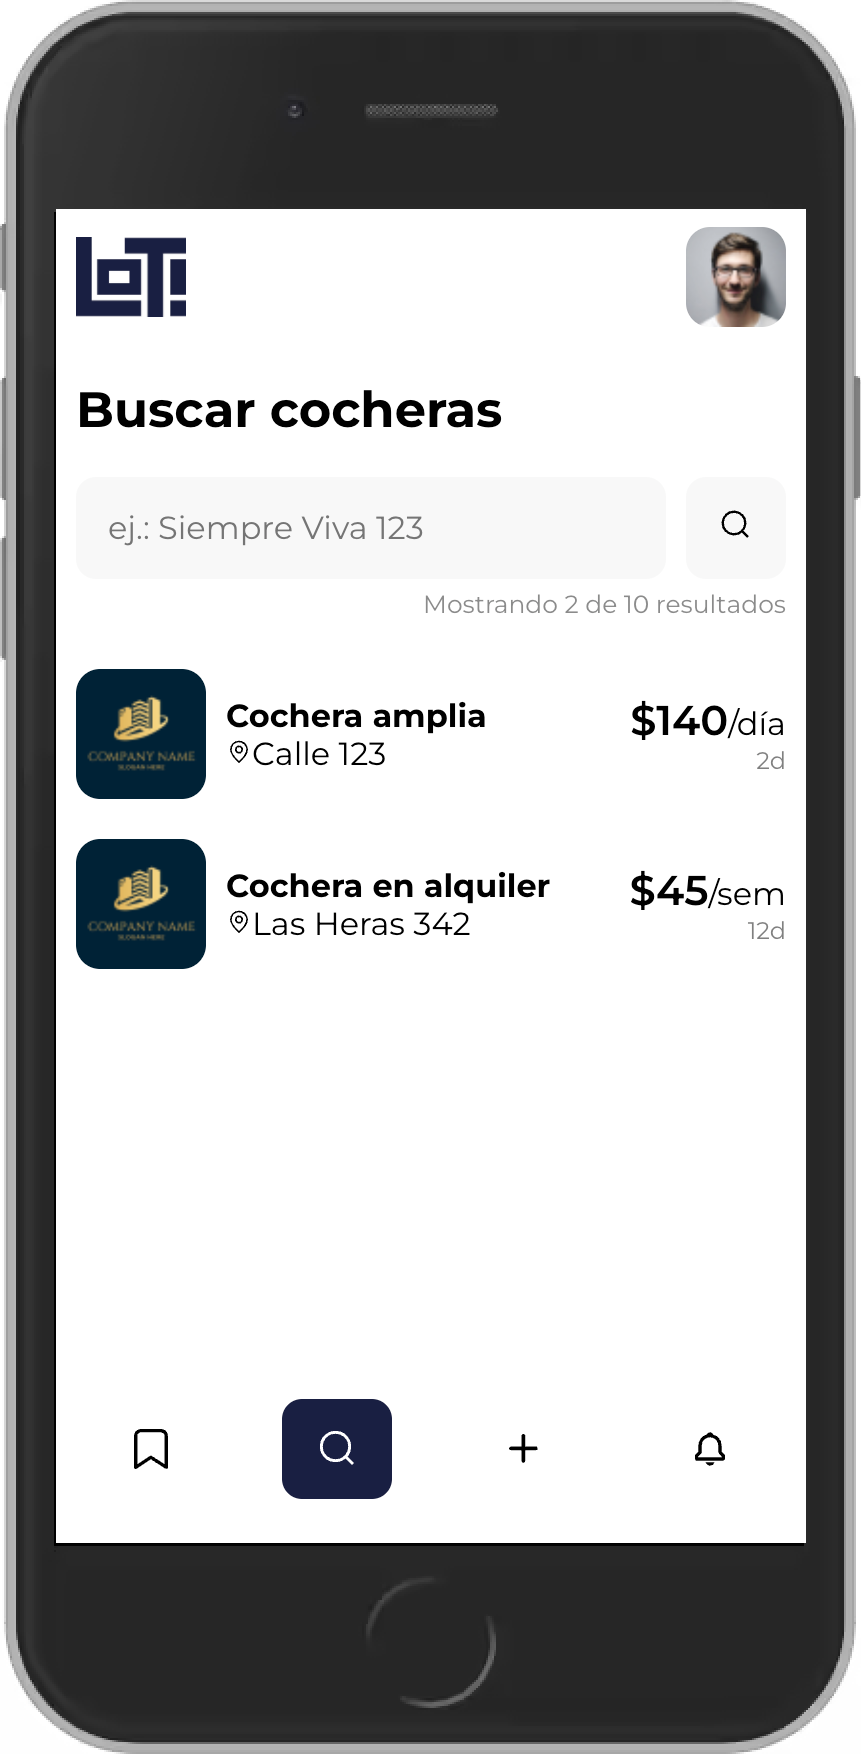 LOT!
Buscar cocheras
ej.: Siempre Viva 123
Mostrando 2 de 10 resultados
COMPANY NAME
SLOGAN HERE
Cochera amplia
Calle 123
$140/día
2d
COMPANY NAME
SLOGAN HERE
Cochera en alquiler
Las Heras 342
$45/sem
12d